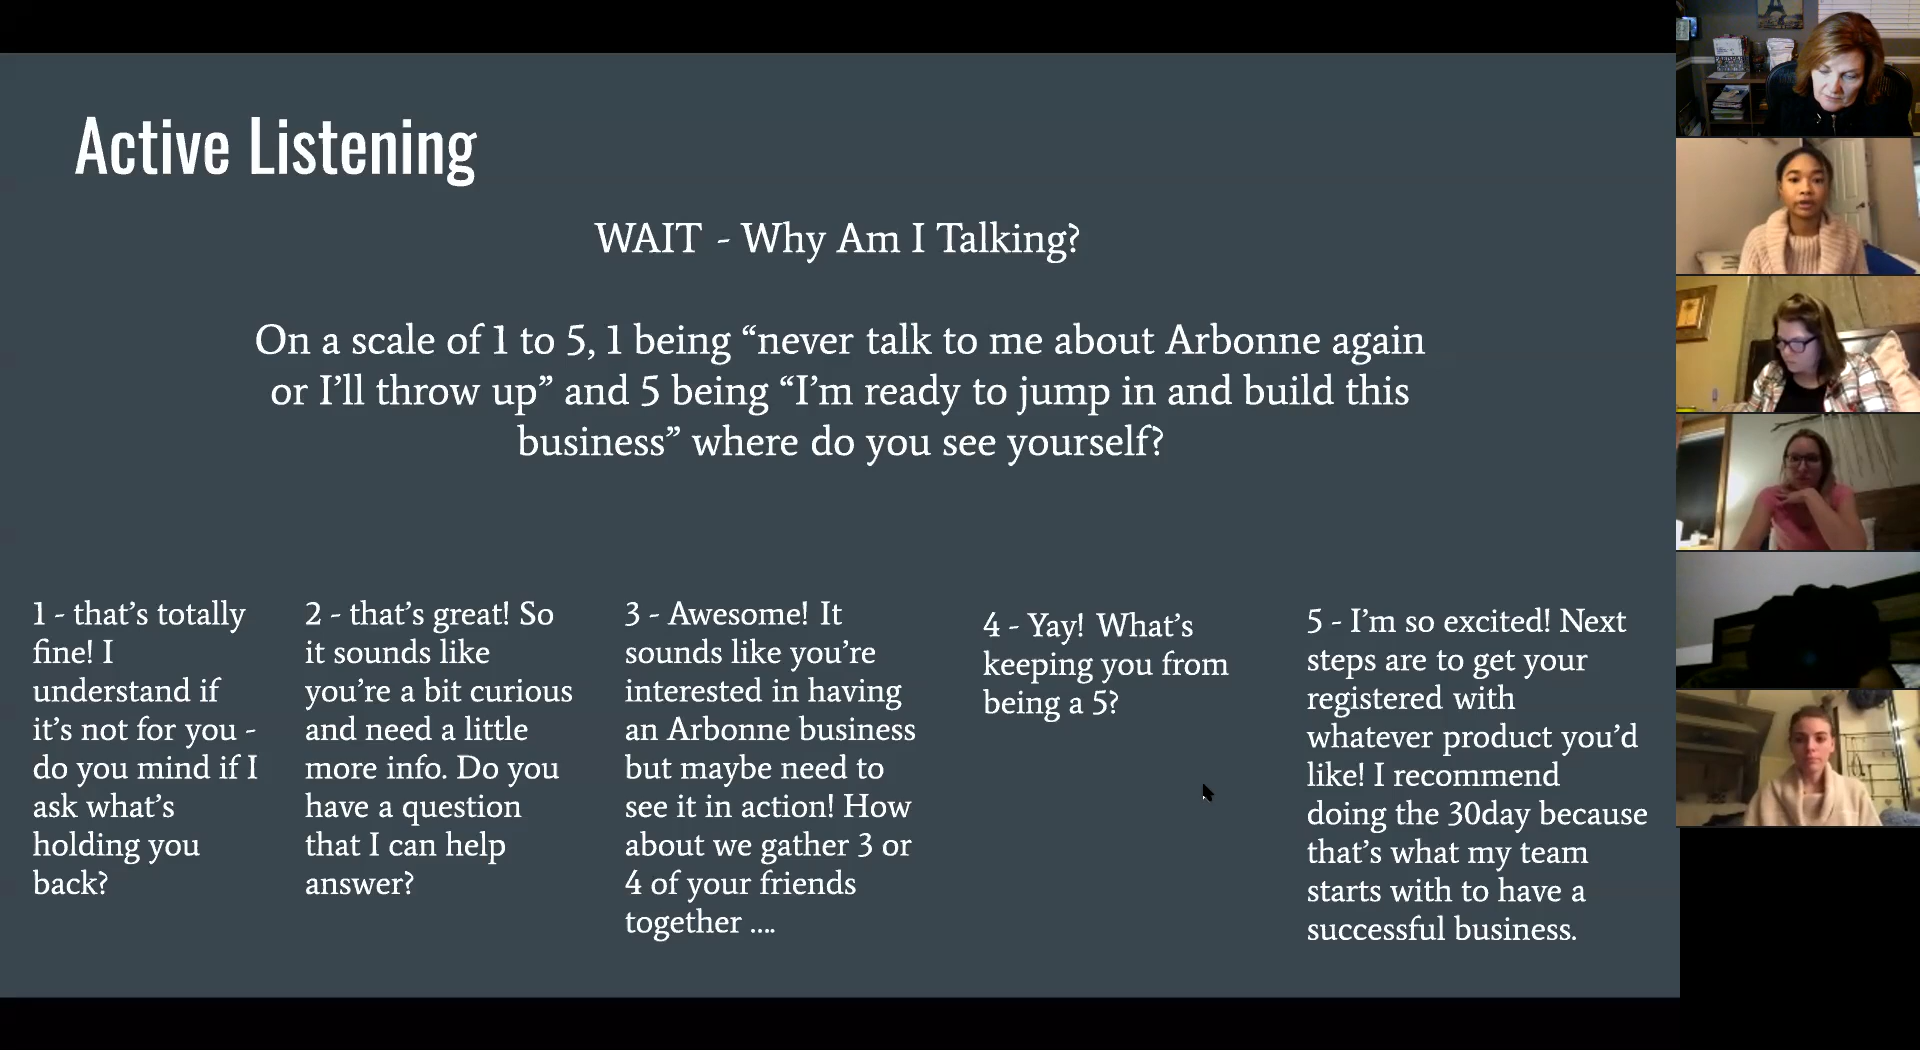 Active Listening
WAIT - Why Am I Talking?
On a scale of 1 to 5, 1 being “never talk to me about Arbonne again
or I’ll throw up” and 5 being “I’m ready to jump in and build this
business” where do you see yourself?
1 - that’s totally
fine! I
understand if
it’s not for you -
do you mind if I
ask what’s
holding you
back?
2 - that’s great! So
it sounds like
you’re a bit curious
and need a little
more info. Do you
have a question
that I can help
answer?
3 - Awesome! It
sounds like you’re
interested in having
an Arbonne business
but maybe need to
see it in action! How
about we gather 3 or
4 of your friends
together ....
4 - Yay! What’s
keeping you from
being a 5?
5 - I’m so excited! Next
steps are to get your
registered with
whatever product you’d
like! I recommend
doing the 30day because
that’s what my team
starts with to have a
successful business.